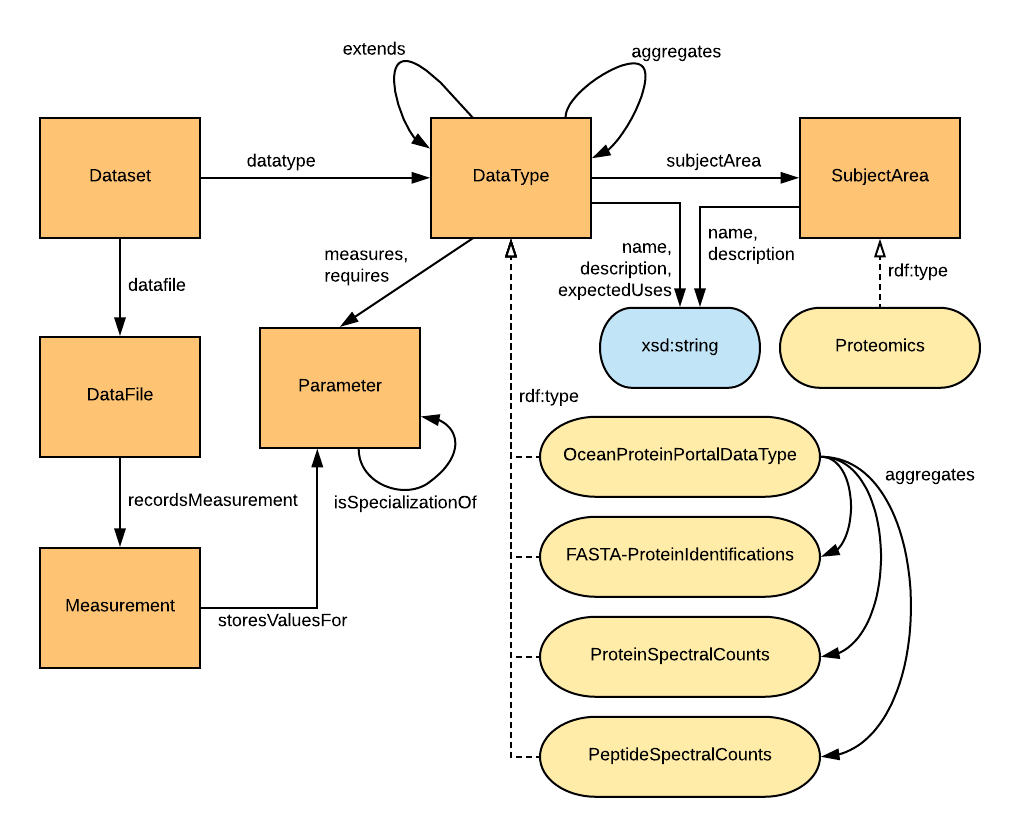 extends
aggregates
Dataset
datatype
DataType
subjectArea
SubjectArea
measures,
requires
name,
description,
expectedUses
name,
description
rdf:type
datafile
xsd:string
Proteomics
DataFile
Parameter
rdf:type
OceanProteinPortalDataType
aggregates
recordsMeasurement
isSpecializationOf
FASTA-ProteinIdentifications
Measurement
storesValuesFor
ProteinSpectralCounts
PeptideSpectralCounts